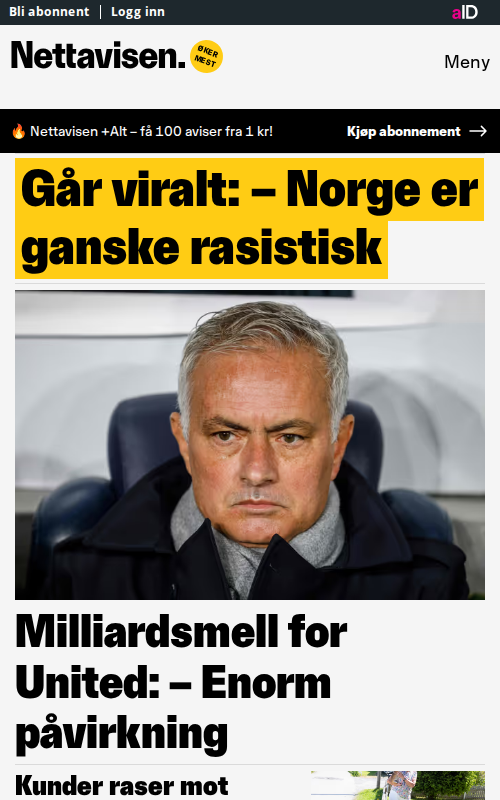 Bli abonnent | Logg inn aID
Nettavisen. ØKER
MEST
Meny
Nettavisen +Alt – få 100 aviser fra 1 kr! Kjøp abonnement
Går viralt: – Norge er
ganske rasistisk
Milliardsmell for
United: – Enorm
påvirkning
Kunder raser mot